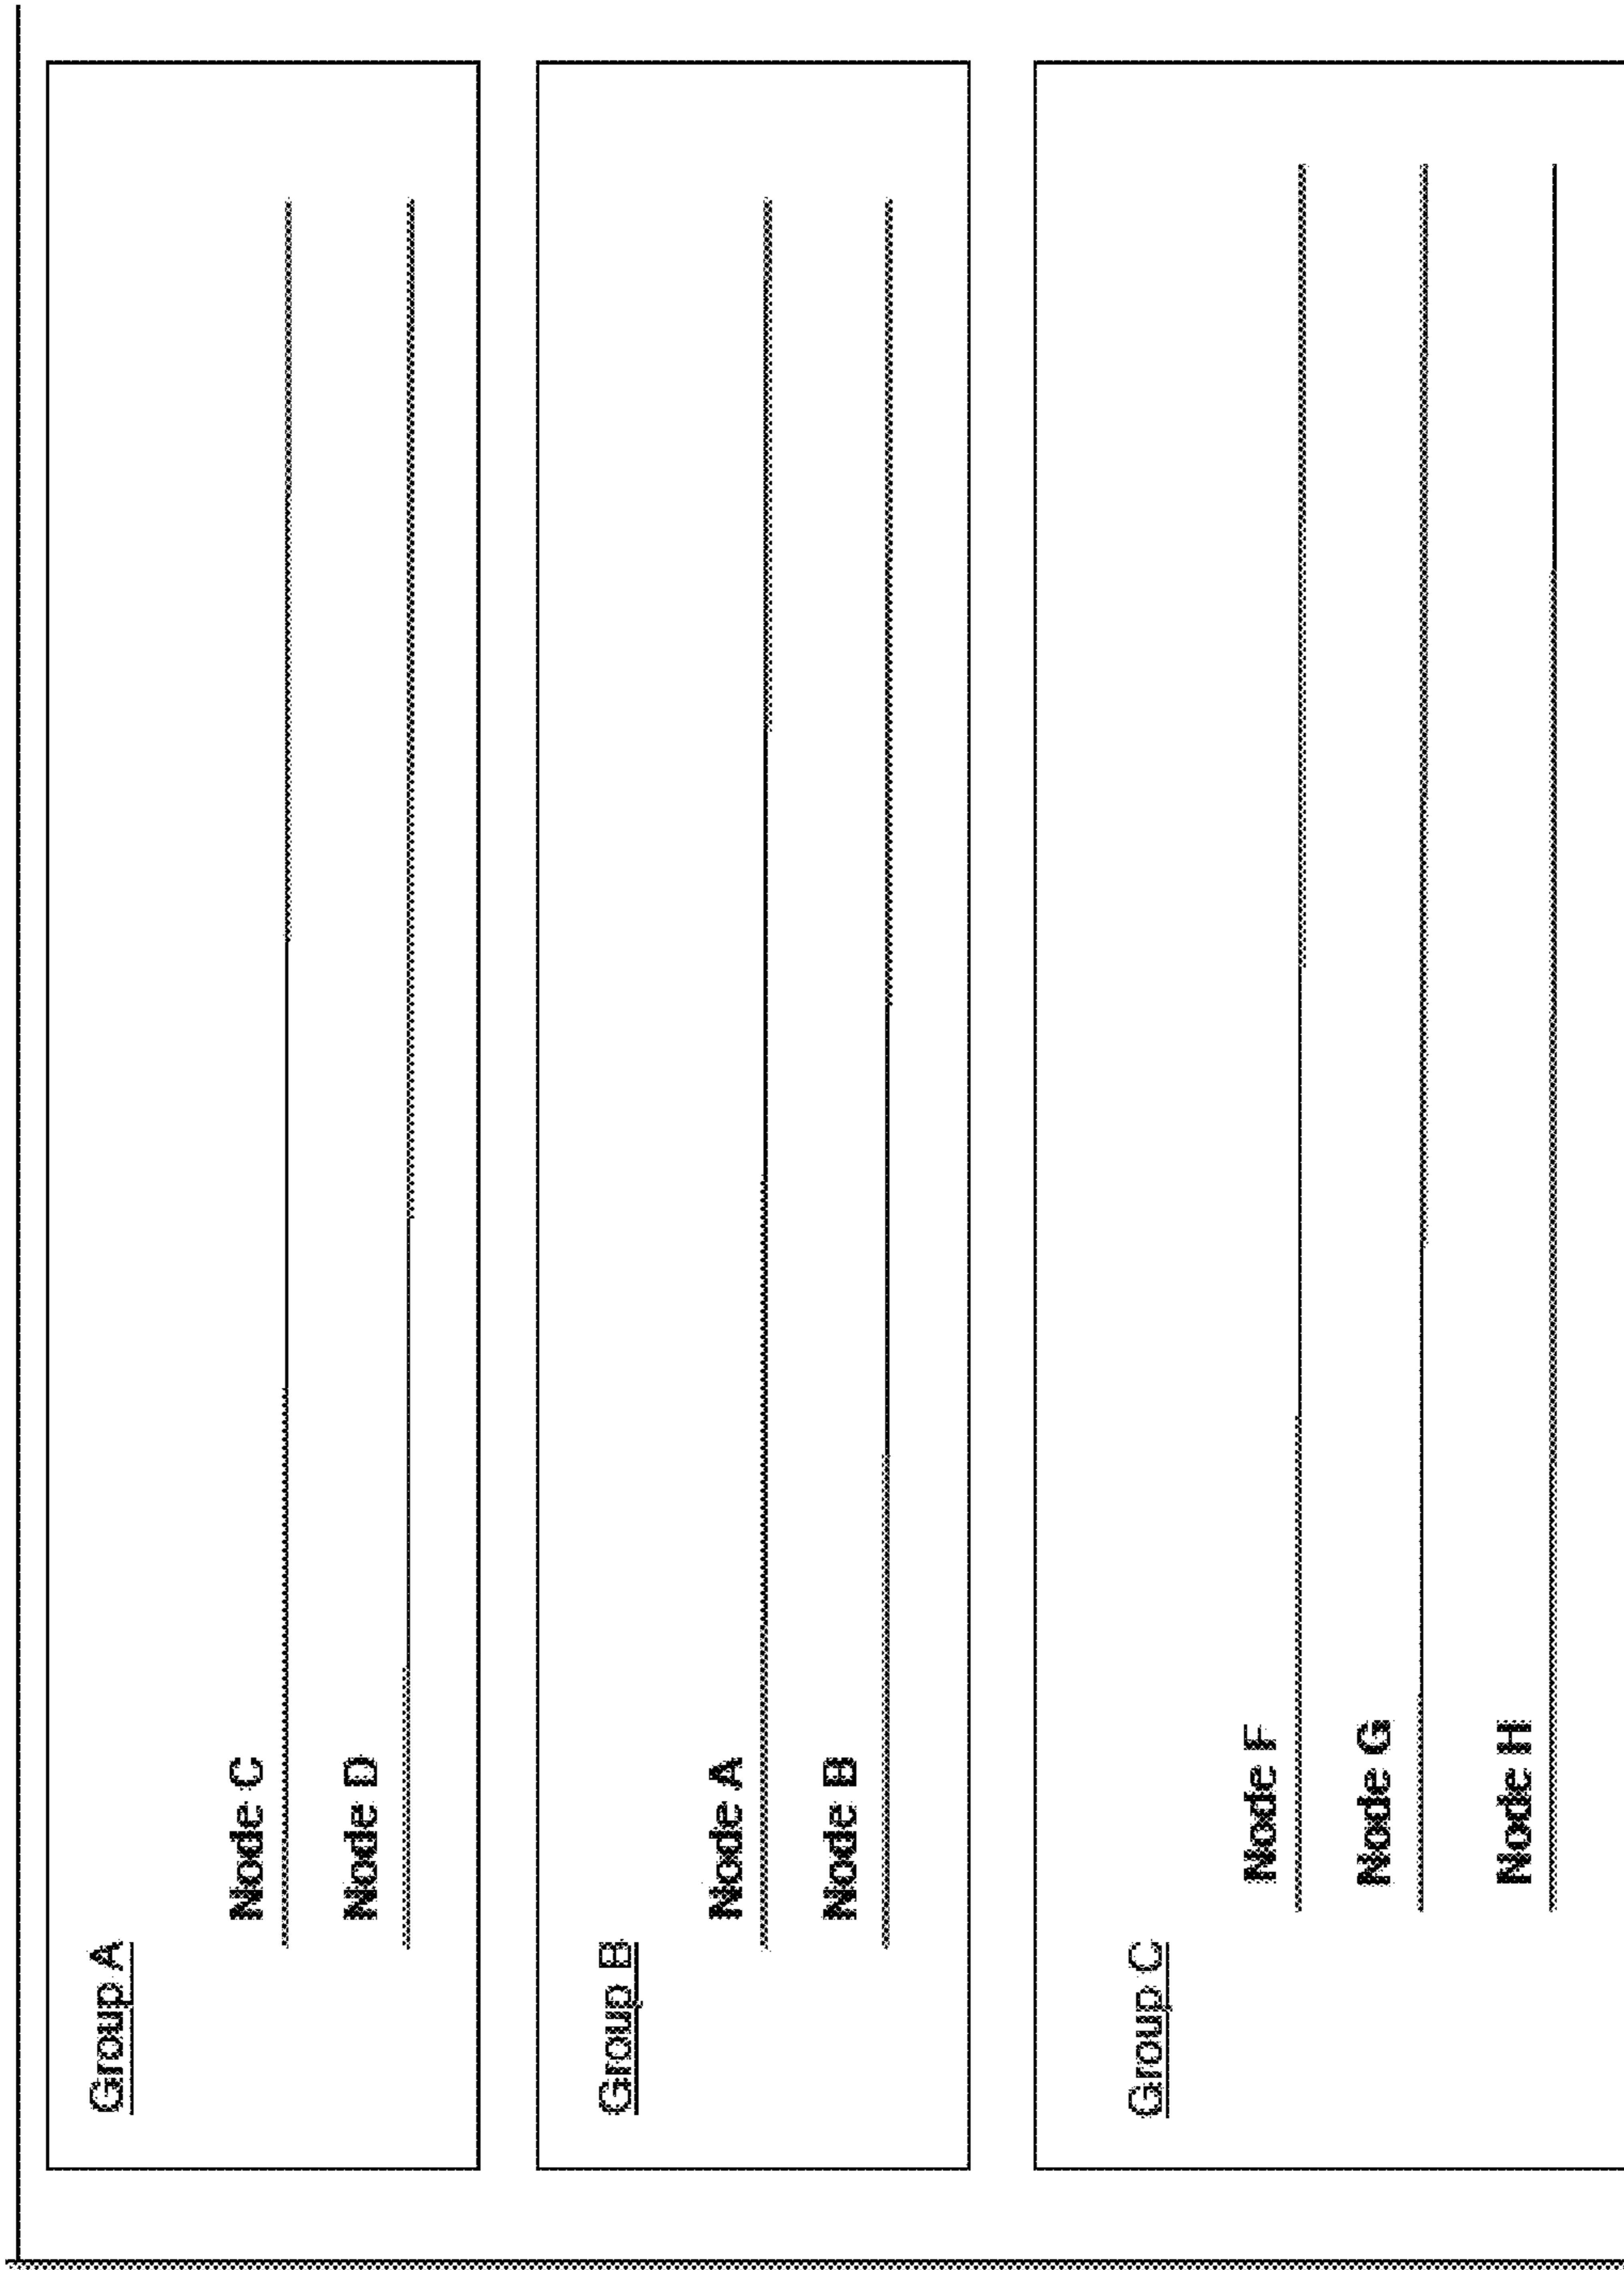 Group A
Node C
Node D
Group B
Node A
Node B
Group C
Node F
Node G
Node H